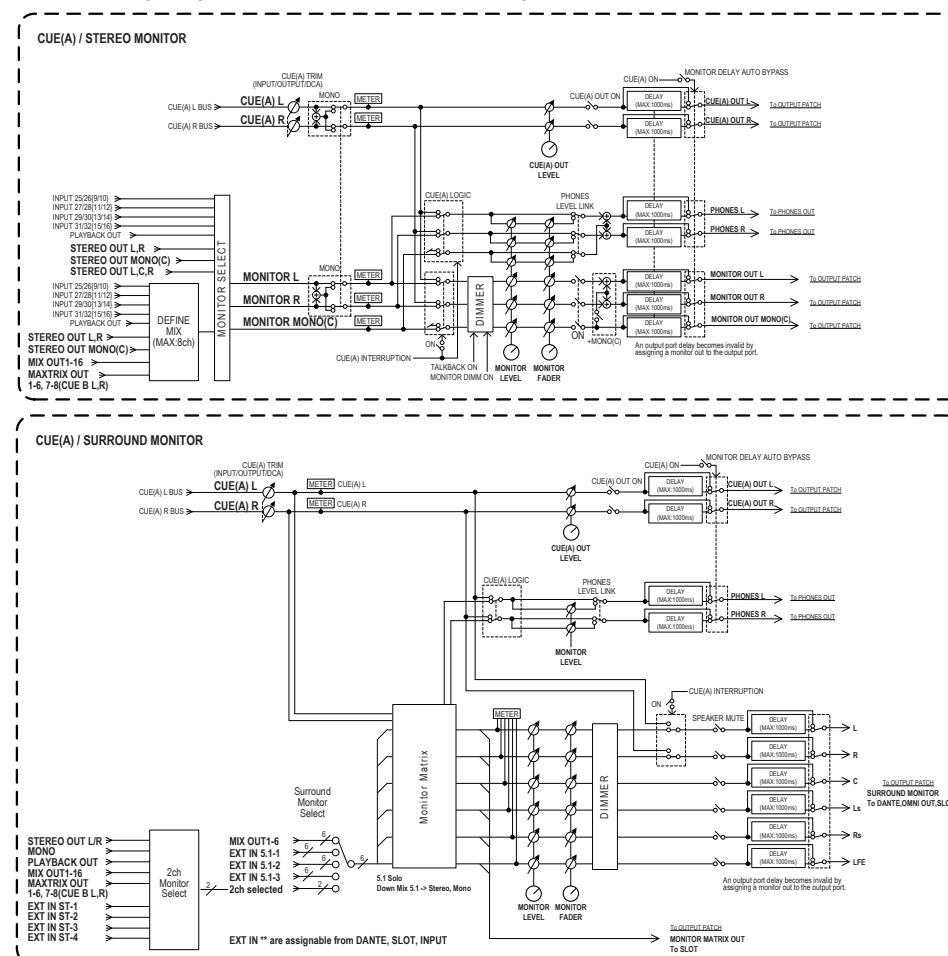 CUE(A) / STEREO MONITOR
CUE(A) TRIM
(INPUT/OUTPUT/DCA)
MONO
CUE(A) L BUS
CUE(A) L
METER
CUE(A) R BUS
CUE(A) R
METER
CUE(A) ON
MONITOR DELAY AUTO BYPASS
CUE(A) OUT ON
DELAY
(MAX:1000ms)
CUE(A) OUT L
To OUTPUT PATCH
DELAY
(MAX:1000ms)
CUE(A) OUT R
To OUTPUT PATCH
CUE(A) OUT
LEVEL
INPUT 25/26{9/10}
INPUT 27/28{11/12}
INPUT 29/30{13/14}
INPUT 31/32{15/16}
PLAYBACK OUT
STEREO OUT L,R
STEREO OUT MONO(C)
STEREO OUT L,C,R
INPUT 25/26{9/10}
INPUT 27/28{11/12}
INPUT 29/30{13/14}
INPUT 31/32{15/16}
PLAYBACK OUT
STEREO OUT L,R
STEREO OUT MONO(C)
MIX OUT1-16
MAXTRIX OUT
1-6, 7-8(CUE B L,R)
DEFINE
MIX
(MAX:8ch)
MONITOR SELECT
MONO
MONITOR L
METER
MONITOR R
METER
MONITOR MONO(C)
METER
CUE(A) LOGIC
PHONES
LEVEL LINK
DELAY
(MAX:1000ms)
PHONES L
To PHONES OUT
DELAY
(MAX:1000ms)
PHONES R
To PHONES OUT
DIMMER
ON
CUE(A) INTERRUPTION
TALKBACK ON
MONITOR DIMM ON
MONITOR
LEVEL
MONITOR
FADER
ON
+MONO(C)
DELAY
(MAX:1000ms)
MONITOR OUT L
To OUTPUT PATCH
DELAY
(MAX:1000ms)
MONITOR OUT R
To OUTPUT PATCH
DELAY
(MAX:1000ms)
MONITOR OUT MONO(C)
To OUTPUT PATCH
An output port delay becomes invalid by
assigning a monitor out to the output port.
CUE(A) / SURROUND MONITOR
CUE(A) TRIM
(INPUT/OUTPUT/DCA)
CUE(A) L BUS
CUE(A) L
METER
CUE(A) L
CUE(A) R BUS
CUE(A) R
METER
CUE(A) R
CUE(A) ON
MONITOR DELAY AUTO BYPASS
CUE(A) OUT ON
DELAY
(MAX:1000ms)
CUE(A) OUT L
To OUTPUT PATCH
DELAY
(MAX:1000ms)
CUE(A) OUT R
To OUTPUT PATCH
CUE(A) OUT
LEVEL
CUE(A) LOGIC
PHONES
LEVEL LINK
DELAY
(MAX:1000ms)
PHONES L
To PHONES OUT
DELAY
(MAX:1000ms)
PHONES R
To PHONES OUT
MONITOR
LEVEL
CUE(A) INTERRUPTION
ON
METER
SPEAKER MUTE
DELAY
(MAX:1000ms)
L
DELAY
(MAX:1000ms)
R
DELAY
(MAX:1000ms)
C
DELAY
(MAX:1000ms)
Ls
DELAY
(MAX:1000ms)
Rs
DELAY
(MAX:1000ms)
LFE
To OUTPUT PATCH
SURROUND MONITOR
To DANTE,OMNI OUT,SLO
Monitor Matrix
DIMMER
Surround
Monitor
Select
STEREO OUT L/R
MONO
PLAYBACK OUT
MIX OUT1-16
MAXTRIX OUT
1-6, 7-8(CUE B L,R)
EXT IN ST-1
EXT IN ST-2
EXT IN ST-3
EXT IN ST-4
2ch
Monitor
Select
2
MIX OUT1-6
6
EXT IN 5.1-1
6
EXT IN 5.1-2
6
EXT IN 5.1-3
6
2ch selected
2
6
5.1 Solo
Down Mix 5.1 -> Stereo, Mono
MONITOR
LEVEL
MONITOR
FADER
An output port delay becomes invalid by
assigning a monitor out to the output port.
EXT IN ** are assignable from DANTE, SLOT, INPUT
To OUTPUT PATCH
MONITOR MATRIX OUT
To SLOT